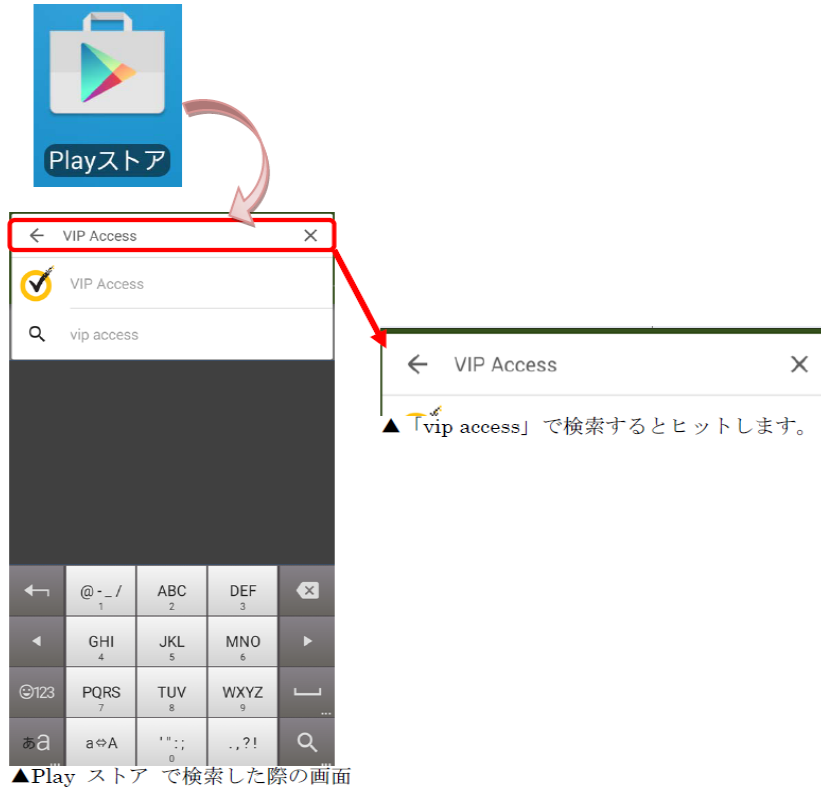 Playストア
VIP Access
VIP Access
vip access
VIP Access
▲「vip access」で検索するとヒットします。
@-_/
1
ABC
2
DEF
3
GHI
4
JKL
5
MNO
6
☺123
PQRS
7
TUV
8
WXYZ
9
...
あa
...
a⇔A
'":;
0
.,?!
...
▲Play ストア で検索した際の画面